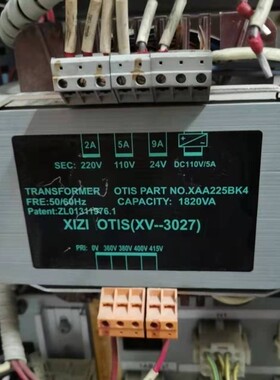 2A 5A 9A
SEC: 220V 110V 24V DC110V/5A
TRANSFORMER OTIS PART NO.XAA225BK4
FRE:50/60Hz CAPACITY: 1820VA
Patent:ZL01311976.1
XIZI OTIS(XV--3027)
PRI: 0V 360V 380V 400V 415V